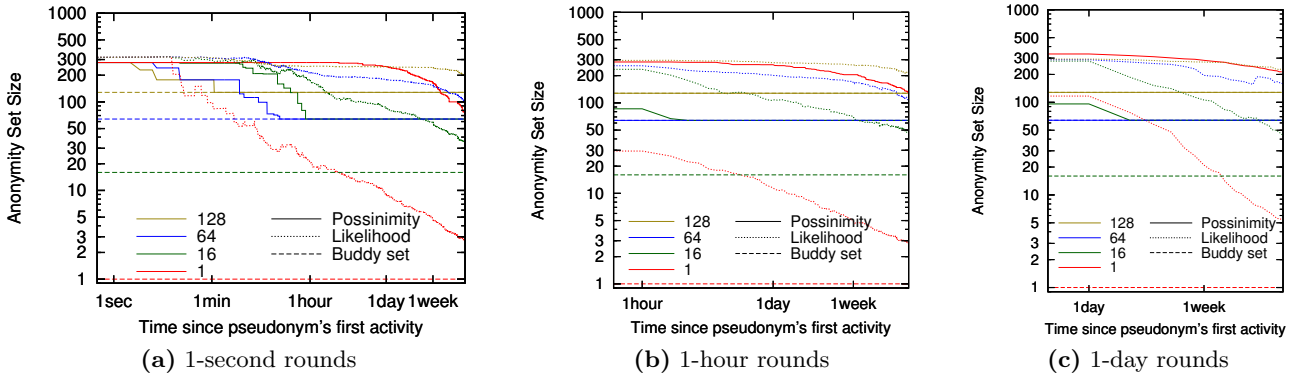 1000
500
300
200
100
50
30
20
10
5
3
2
1
Anonymity Set Size
128
64
16
1
Possinimity
Likelihood
Buddy set
1sec
1min
1hour
1day
1week
Time since pseudonym's first activity
(a) 1-second rounds
1000
500
300
200
100
50
30
20
10
5
3
2
1
Anonymity Set Size
128
64
16
1
Possinimity
Likelihood
Buddy set
1hour
1day
1week
Time since pseudonym's first activity
(b) 1-hour rounds
1000
500
300
200
100
50
30
20
10
5
3
2
1
Anonymity Set Size
128
64
16
1
Possinimity
Likelihood
Buddy set
1day
1week
Time since pseudonym's first activity
(c) 1-day rounds